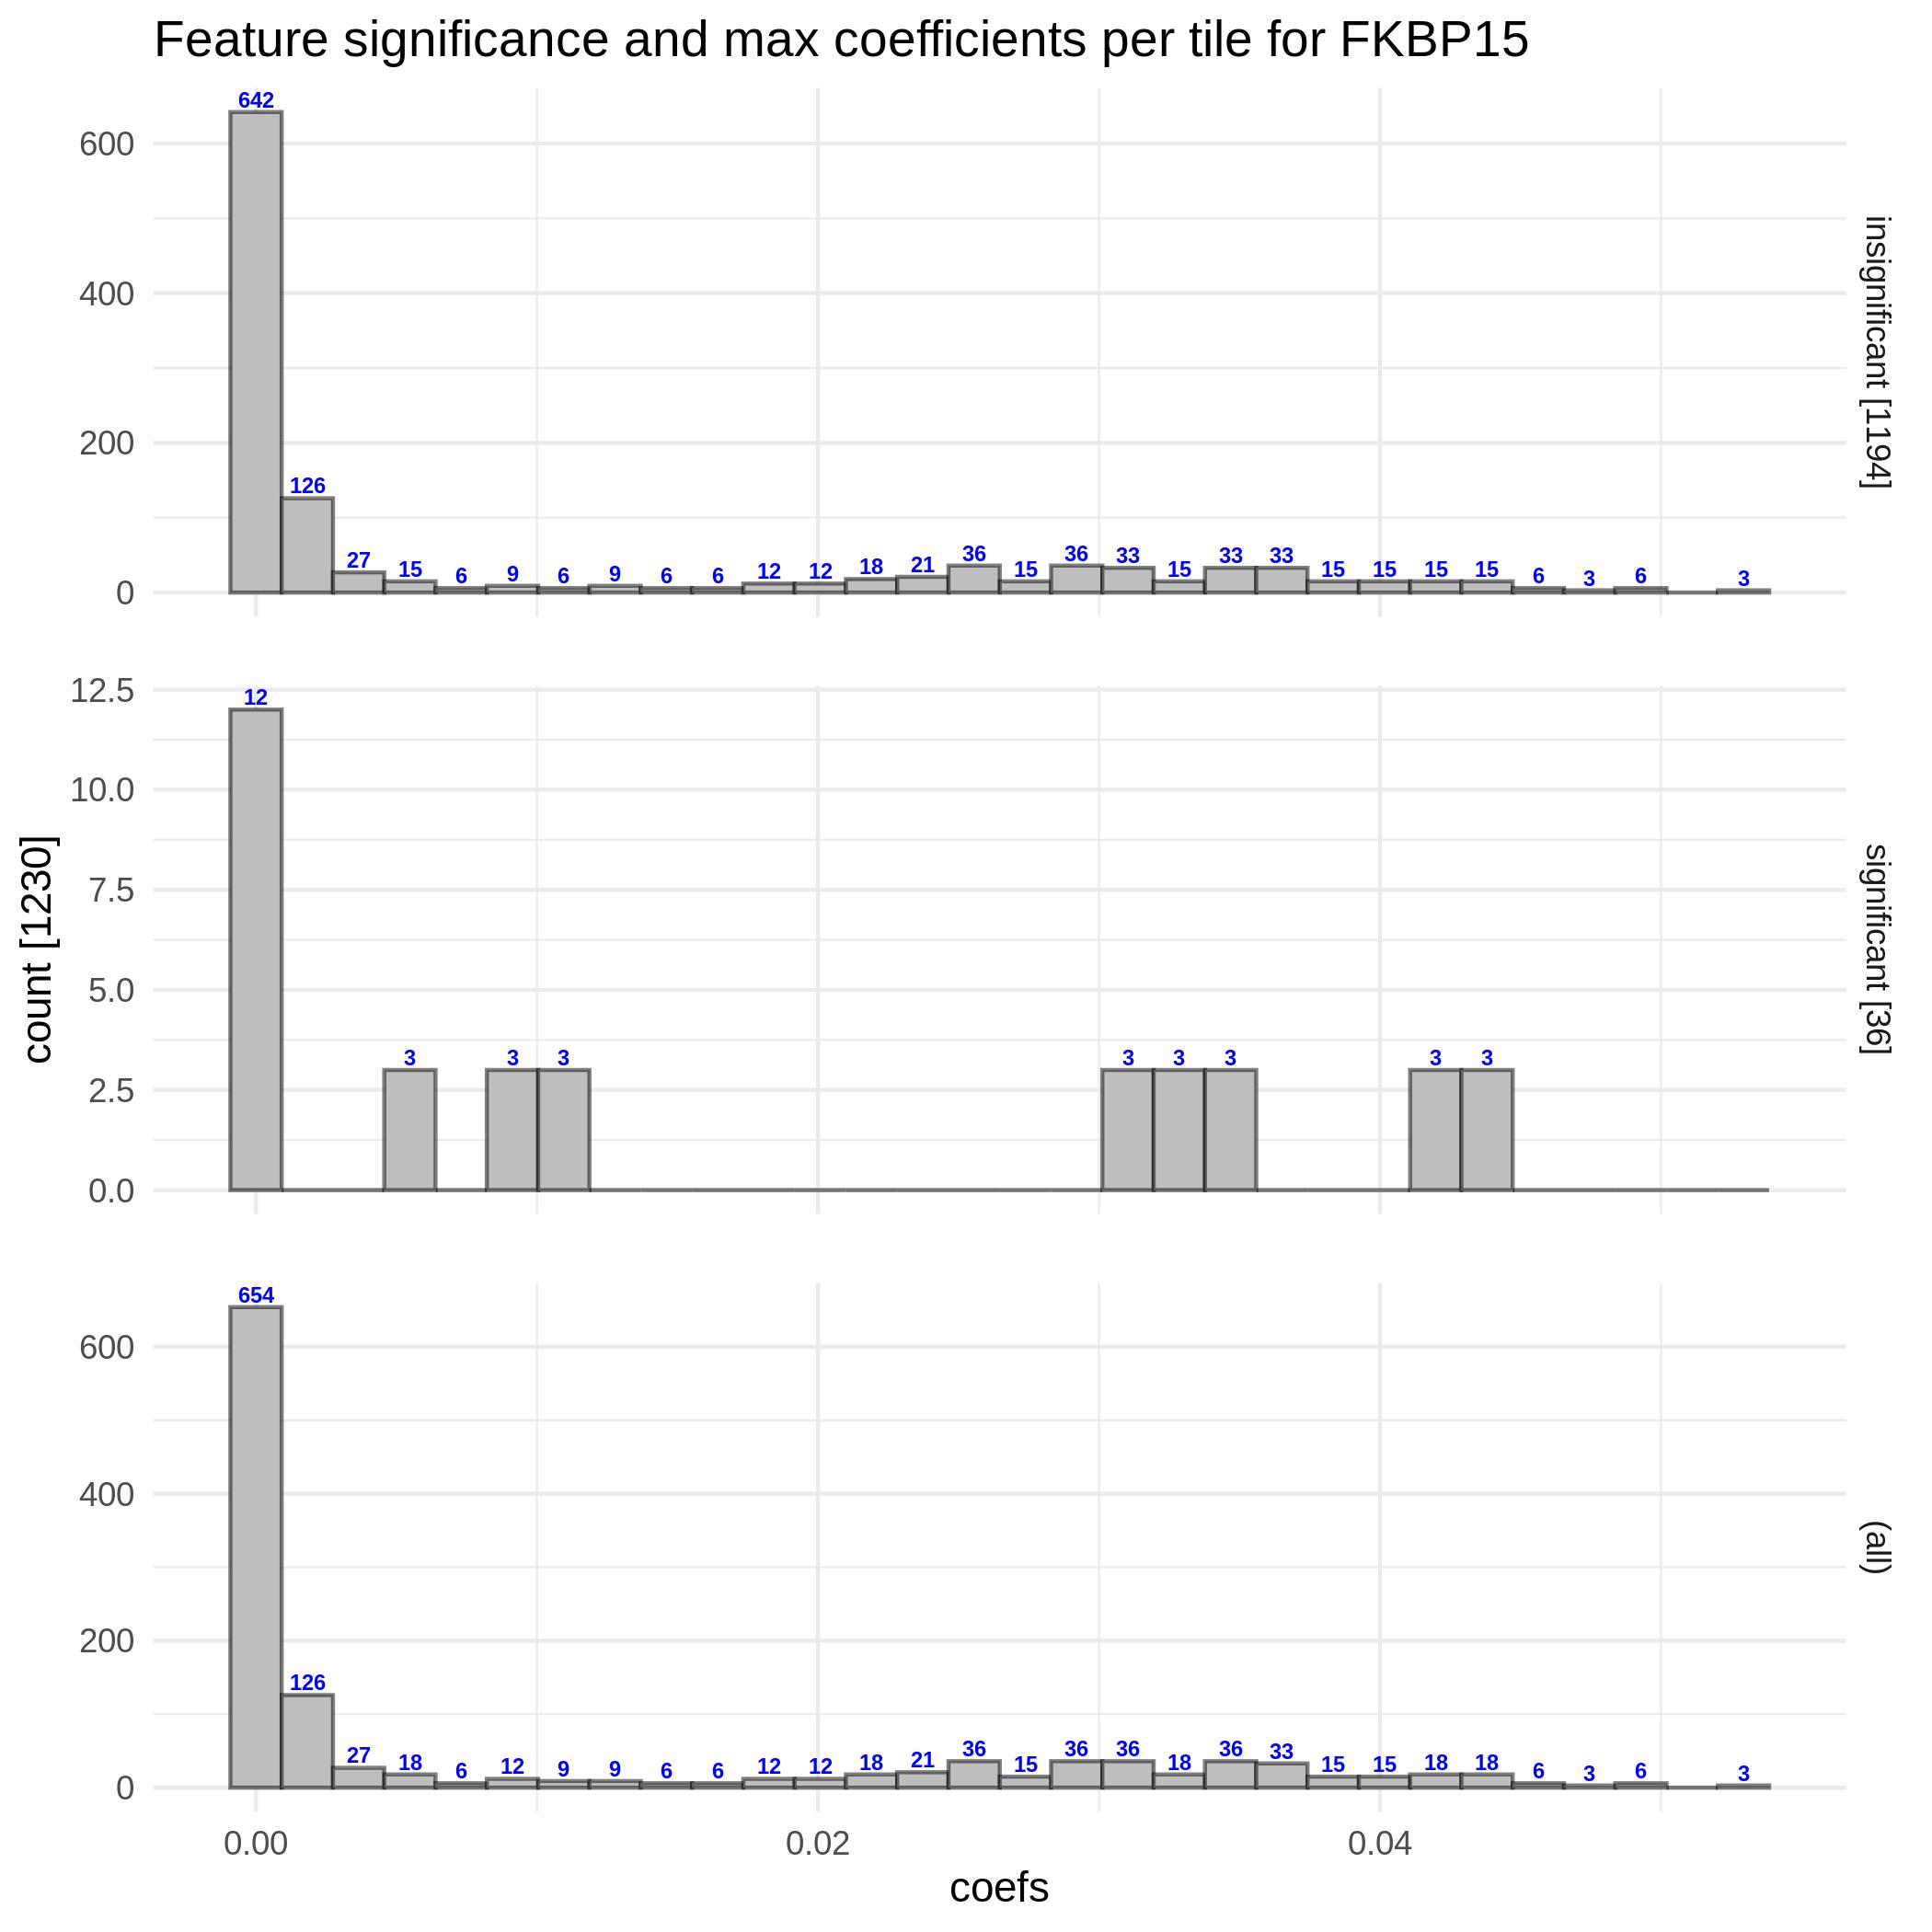 Feature significance and max coefficients per tile for FKBP15
642
600
400
200
0
126
27 15 6 9 6 9 6 6 12 12 18 21 36 15 36 33 15 33 33 15 15 15 15 6 3 6 3
insignificant [1194]
12.5
10.0
7.5
5.0
2.5
0.0
12
3 3 3 3 3 3 3 3
significant [36]
count [1230]
654
600
400
200
0
126
27 18 6 12 9 9 6 6 12 12 18 21 36 15 36 36 18 36 33 15 15 18 18 6 3 6 3
(all)
0.00 0.02 0.04
coefs